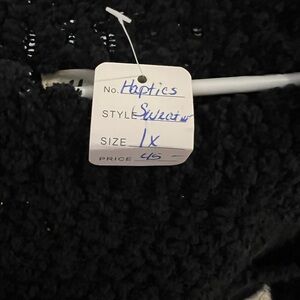 No. Haptics
STYLE Sweater
SIZE 1X
PRICE 45 -